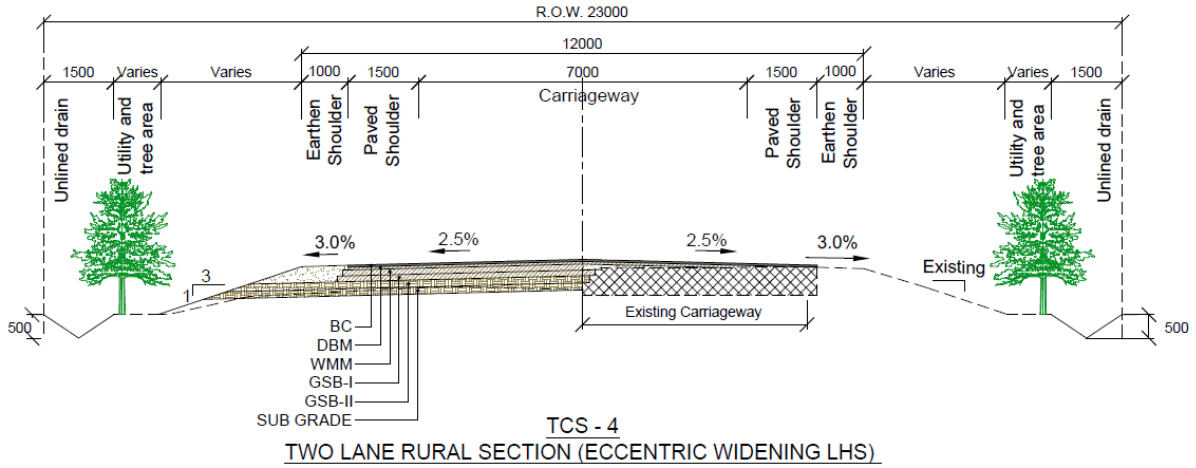 R.O.W. 23000
12000
1500 Varies Varies 1000 1500 7000 1500 1000 Varies Varies 1500
Carriageway
Unlined drain
Utility and
tree area
Earthen
Shoulder
Paved
Shoulder
Paved
Shoulder
Earthen
Shoulder
Utility and
tree area
Unlined drain
3.0% 2.5% 2.5% 3.0%
3
1
Existing
500
500
Existing Carriageway
BC
DBM
WMM
GSB-I
GSB-II
SUB GRADE
TCS - 4
TWO LANE RURAL SECTION (ECCENTRIC WIDENING LHS)